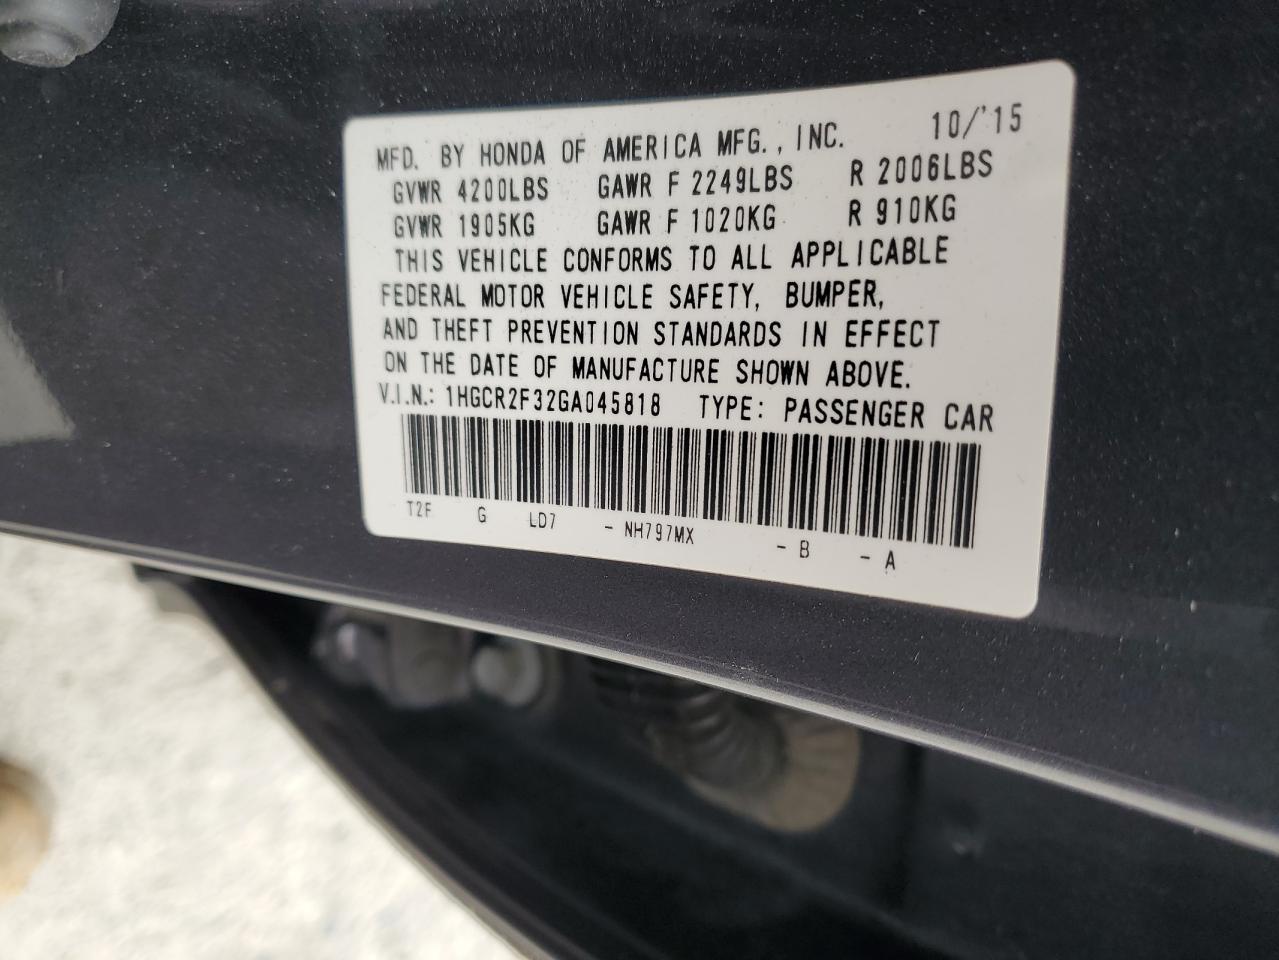 MFD. BY HONDA OF AMERICA MFG., INC. 10/'15
GVWR 4200LBS GAWR F 2249LBS R 2006LBS
GVWR 1905KG GAWR F 1020KG R 910KG
THIS VEHICLE CONFORMS TO ALL APPLICABLE
FEDERAL MOTOR VEHICLE SAFETY, BUMPER,
AND THEFT PREVENTION STANDARDS IN EFFECT
ON THE DATE OF MANUFACTURE SHOWN ABOVE.
V.I.N.: 1HGCR2F32GA045818 TYPE: PASSENGER CAR
T2F G LD7 - NH797MX - B - A